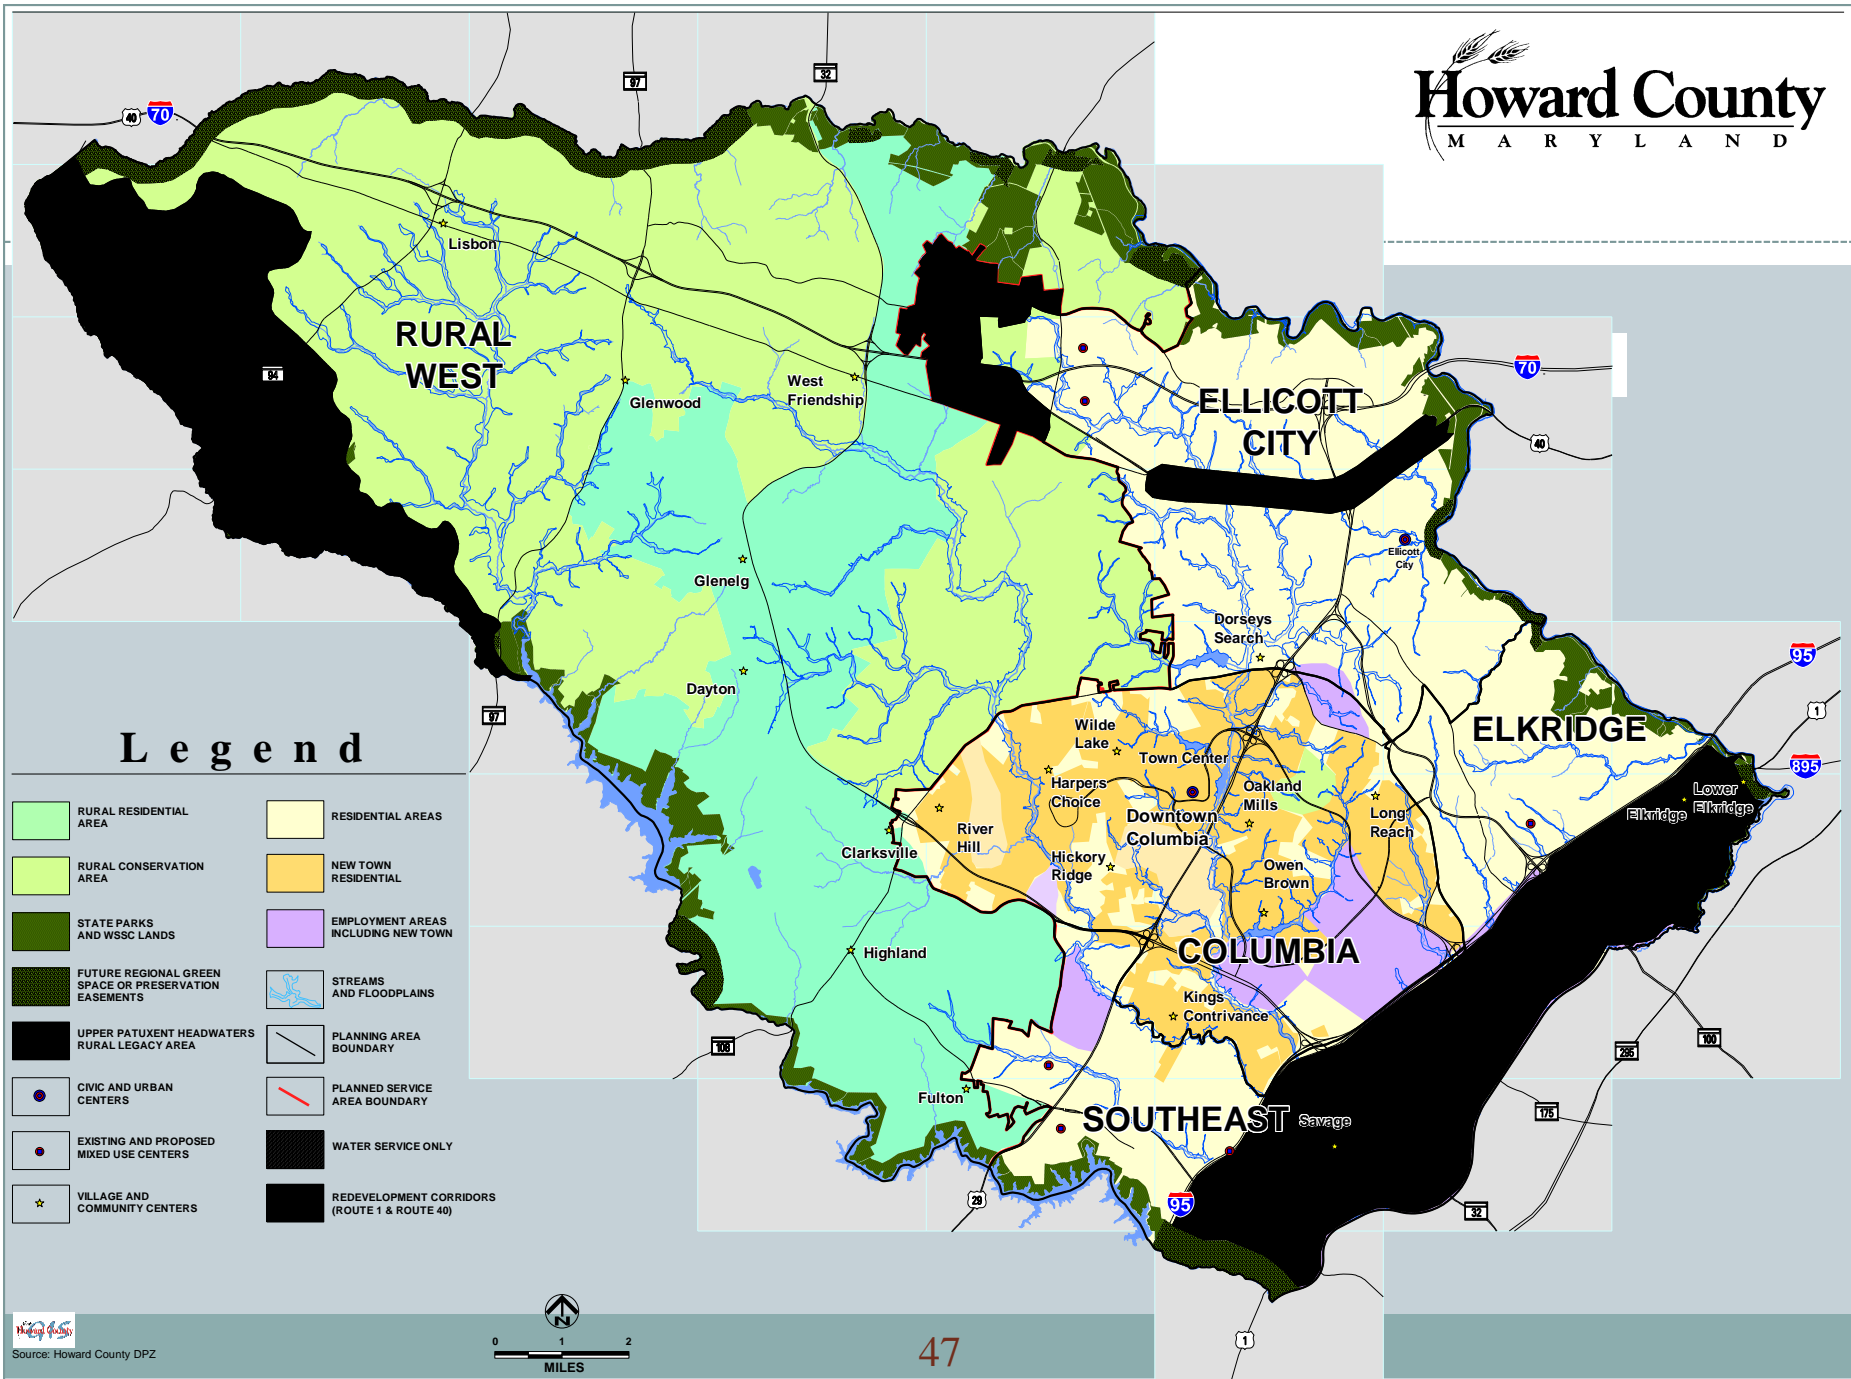 Howard County
MARYLAND
40
70
97
32
Lisbon
RURAL
WEST
94
Glenwood
West
Friendship
ELLICOTT
CITY
70
40
Ellicott
City
Glenelg
Dorseys
Search
Dayton
97
95
1
895
ELKRIDGE
Wilde
Lake
Town Center
Harpers
Choice
Oakland
Mills
Long
Reach
Lower
Elkridge
Elkridge
Downtown
Columbia
River
Hill
Clarksville
Hickory
Ridge
Owen
Brown
COLUMBIA
Highland
Kings
Contrivance
108
Fulton
SOUTHEAST
Savage
100
295
175
32
29
95
1
Legend
RURAL RESIDENTIAL
AREA
RURAL CONSERVATION
AREA
STATE PARKS
AND WSSC LANDS
FUTURE REGIONAL GREEN
SPACE OR PRESERVATION
EASEMENTS
UPPER PATUXENT HEADWATERS
RURAL LEGACY AREA
CIVIC AND URBAN
CENTERS
EXISTING AND PROPOSED
MIXED USE CENTERS
VILLAGE AND
COMMUNITY CENTERS
RESIDENTIAL AREAS
NEW TOWN
RESIDENTIAL
EMPLOYMENT AREAS
INCLUDING NEW TOWN
STREAMS
AND FLOODPLAINS
PLANNING AREA
BOUNDARY
PLANNED SERVICE
AREA BOUNDARY
WATER SERVICE ONLY
REDEVELOPMENT CORRIDORS
(ROUTE 1 & ROUTE 40)
Howard County
GIS
Source: Howard County DPZ
N
0 1 2
MILES
47